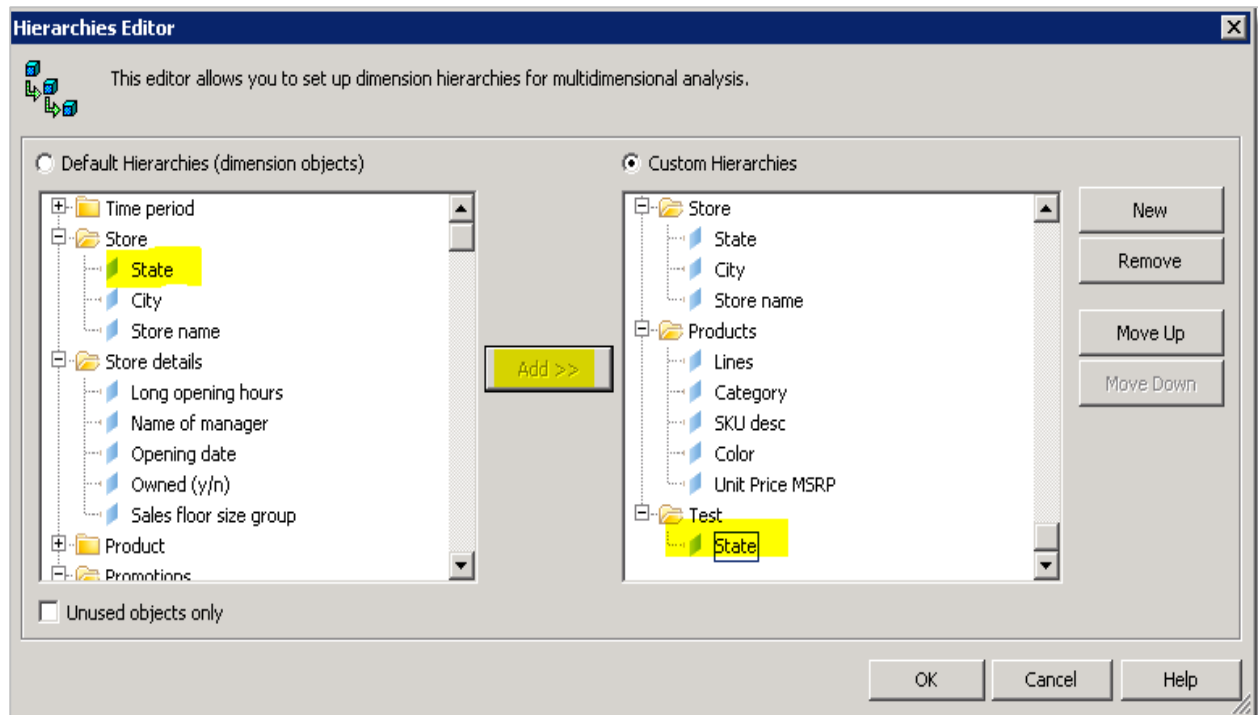 Hierarchies Editor
This editor allows you to set up dimension hierarchies for multidimensional analysis.
Default Hierarchies (dimension objects)
Time period
Store
State
City
Store name
Store details
Long opening hours
Name of manager
Opening date
Owned (y/n)
Sales floor size group
Product
Promotions
Unused objects only
Add >>
Custom Hierarchies
Store
State
City
Store name
Products
Lines
Category
SKU desc
Color
Unit Price MSRP
Test
State
New
Remove
Move Up
Move Down
OK
Cancel
Help